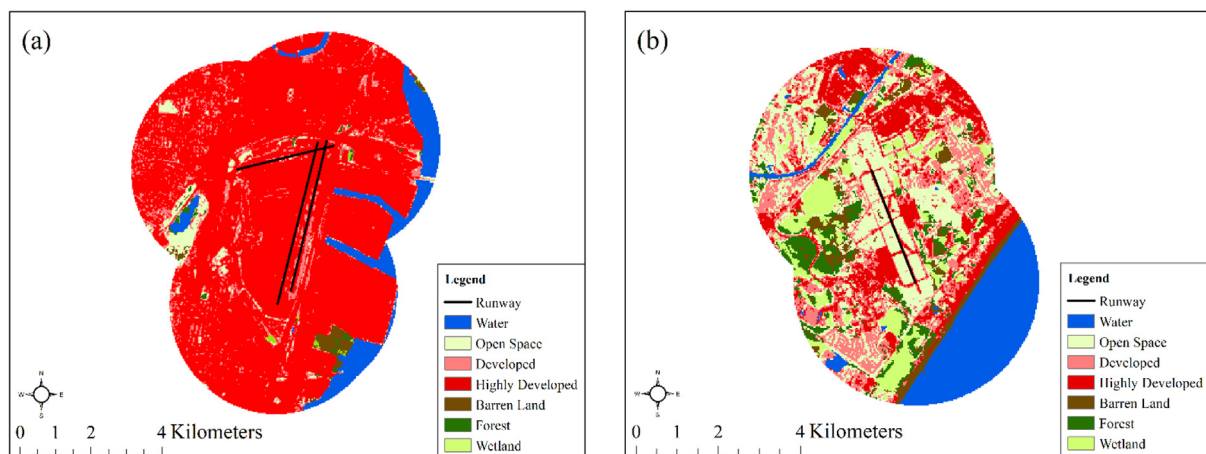 (a)
Legend
Runway
Water
Open Space
Developed
Highly Developed
Barren Land
Forest
Wetland
N
W E
S
0 1 2 4 Kilometers
(b)
Legend
Runway
Water
Open Space
Developed
Highly Developed
Barren Land
Forest
Wetland
N
W E
S
0 1 2 4 Kilometers